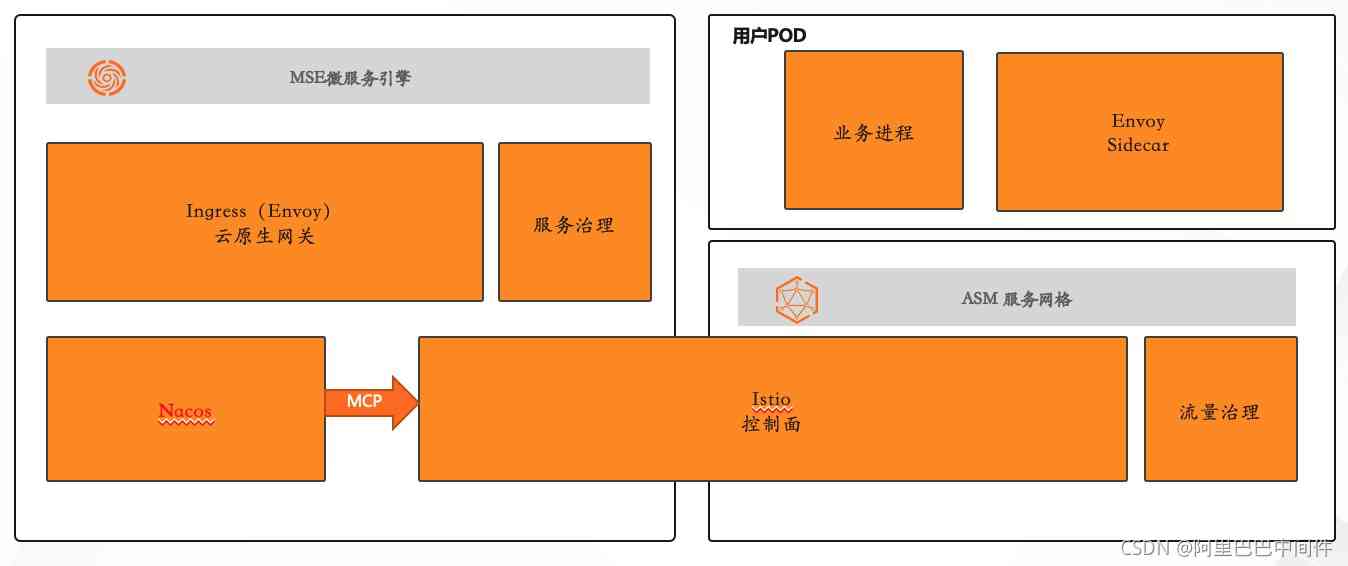 MSE微服务引擎
Ingress（Envoy）
云原生网关
服务治理
Nacos
MCP
用户POD
业务进程
Envoy
Sidecar
ASM 服务网格
Istio
控制面
流量治理
CSDN @阿里巴巴中间件